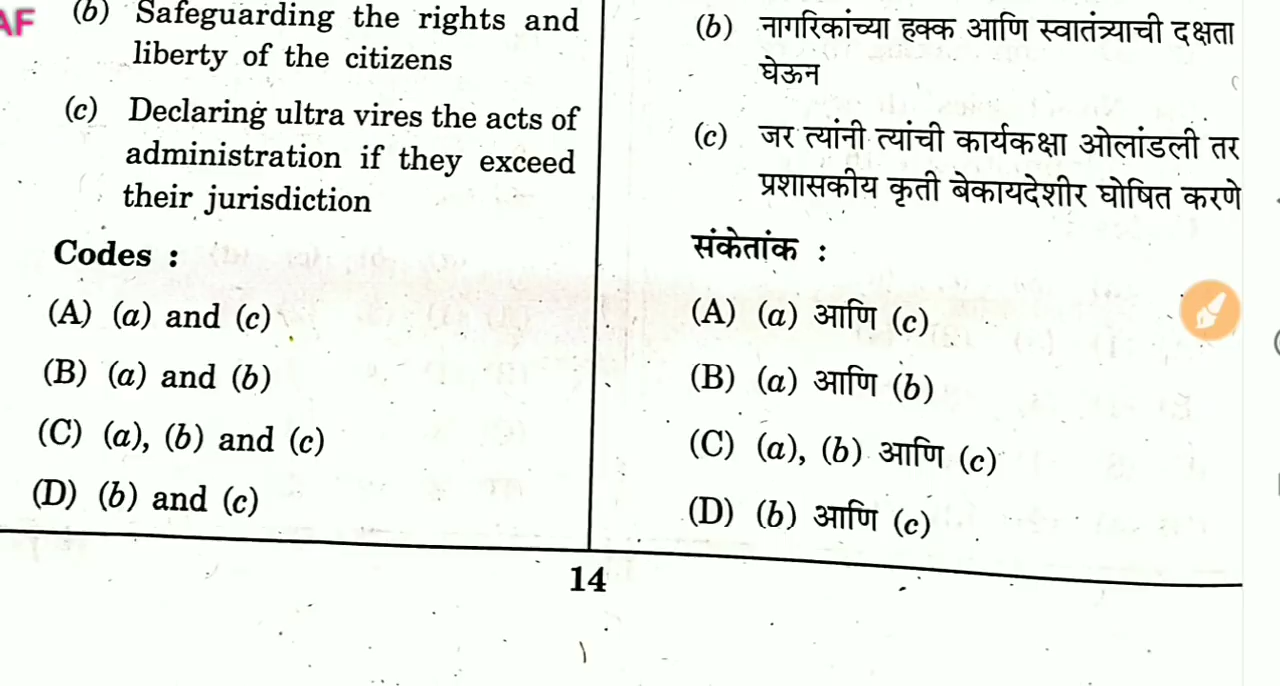 AF
(b) Safeguarding the rights and
liberty of the citizens
(c) Declaring ultra vires the acts of
administration if they exceed
their jurisdiction
Codes :
(A) (a) and (c)
(B) (a) and (b)
(C) (a), (b) and (c)
(D) (b) and (c)
(b) नागरिकांच्या हक्क आणि स्वातंत्र्याची दक्षता
घेऊन
(c) जर त्यांनी त्यांची कार्यकक्षा ओलांडली तर
प्रशासकीय कृती बेकायदेशीर घोषित करणे
संकेतांक :
(A) (a) आणि (c)
(B) (a) आणि (b)
(C) (a), (b) आणि (c)
(D) (b) आणि (c)
14